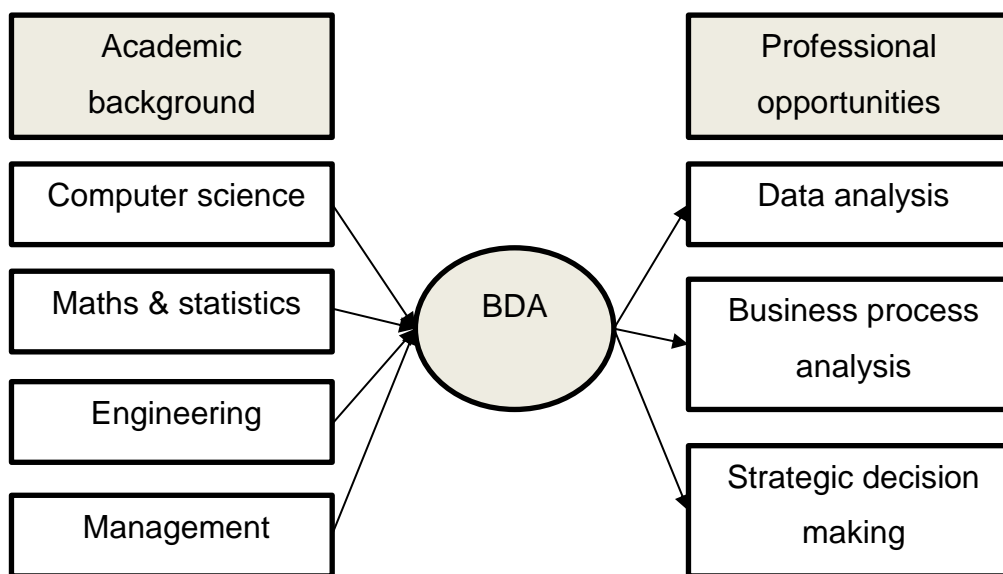 Academic
background
Computer science
Maths & statistics
Engineering
Management
BDA
Professional
opportunities
Data analysis
Business process
analysis
Strategic decision
making